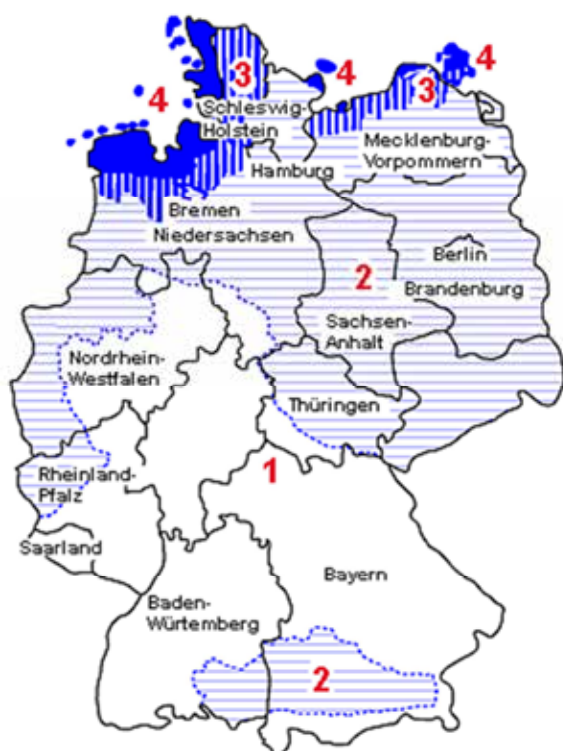 4
3
4
4
Schleswig-
Holstein
3
Mecklenburg-
Vorpommern
Hamburg
Bremen
Niedersachsen
Berlin
2
Brandenburg
Sachsen-
Anhalt
Nordrhein-
Westfalen
Thüringen
1
Rheinland-
Pfalz
Saarland
Bayern
Baden-
Würtemberg
2